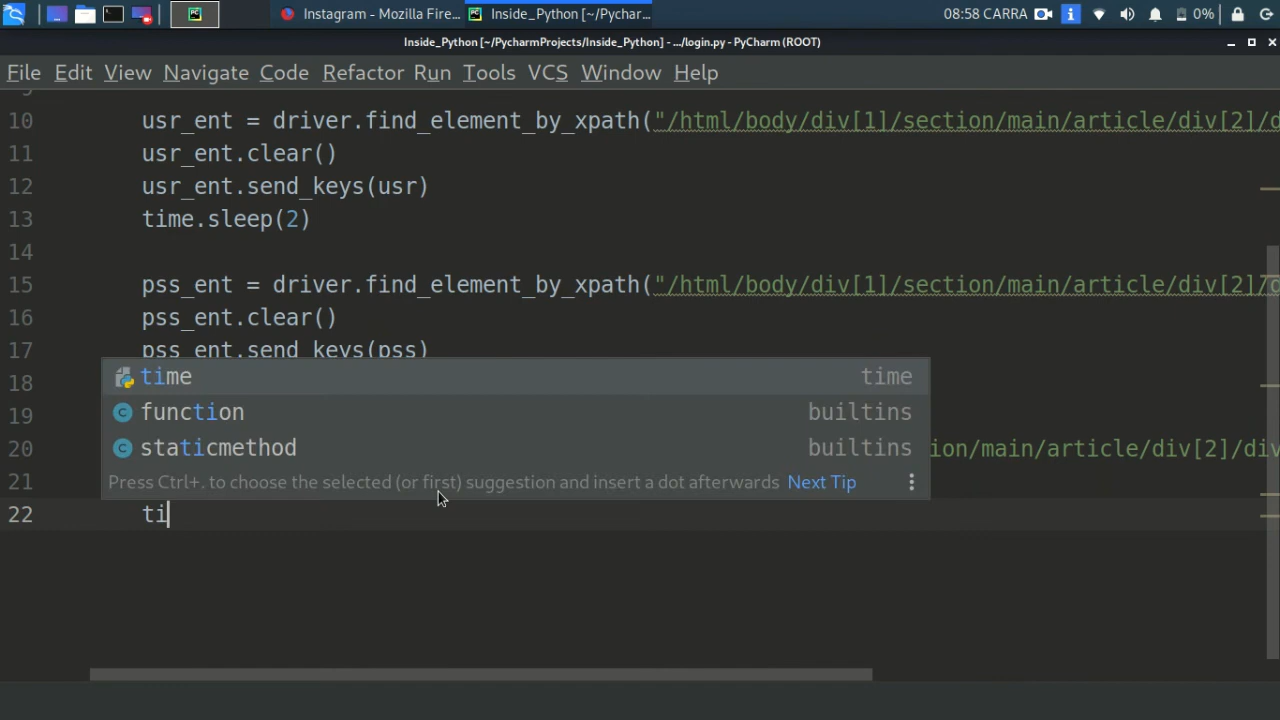 Instagram - Mozilla Fire...
Inside_Python [~/Pychar...
08:58 CARRA
0%
Inside_Python [~/PycharmProjects/Inside_Python] - .../login.py - PyCharm (ROOT)
File Edit View Navigate Code Refactor Run Tools VCS Window Help
10 usr_ent = driver.find_element_by_xpath("/html/body/div[1]/section/main/article/div[2]/d
11 usr_ent.clear()
12 usr_ent.send_keys(usr)
13 time.sleep(2)
14
15 pss_ent = driver.find_element_by_xpath("/html/body/div[1]/section/main/article/div[2]/d
16 pss_ent.clear()
17 pss_ent.send_keys(pss)
18
19
20 ion/main/article/div[2]/div
21
22 ti
time time
function builtins
staticmethod builtins
Press Ctrl+. to choose the selected (or first) suggestion and insert a dot afterwards Next Tip